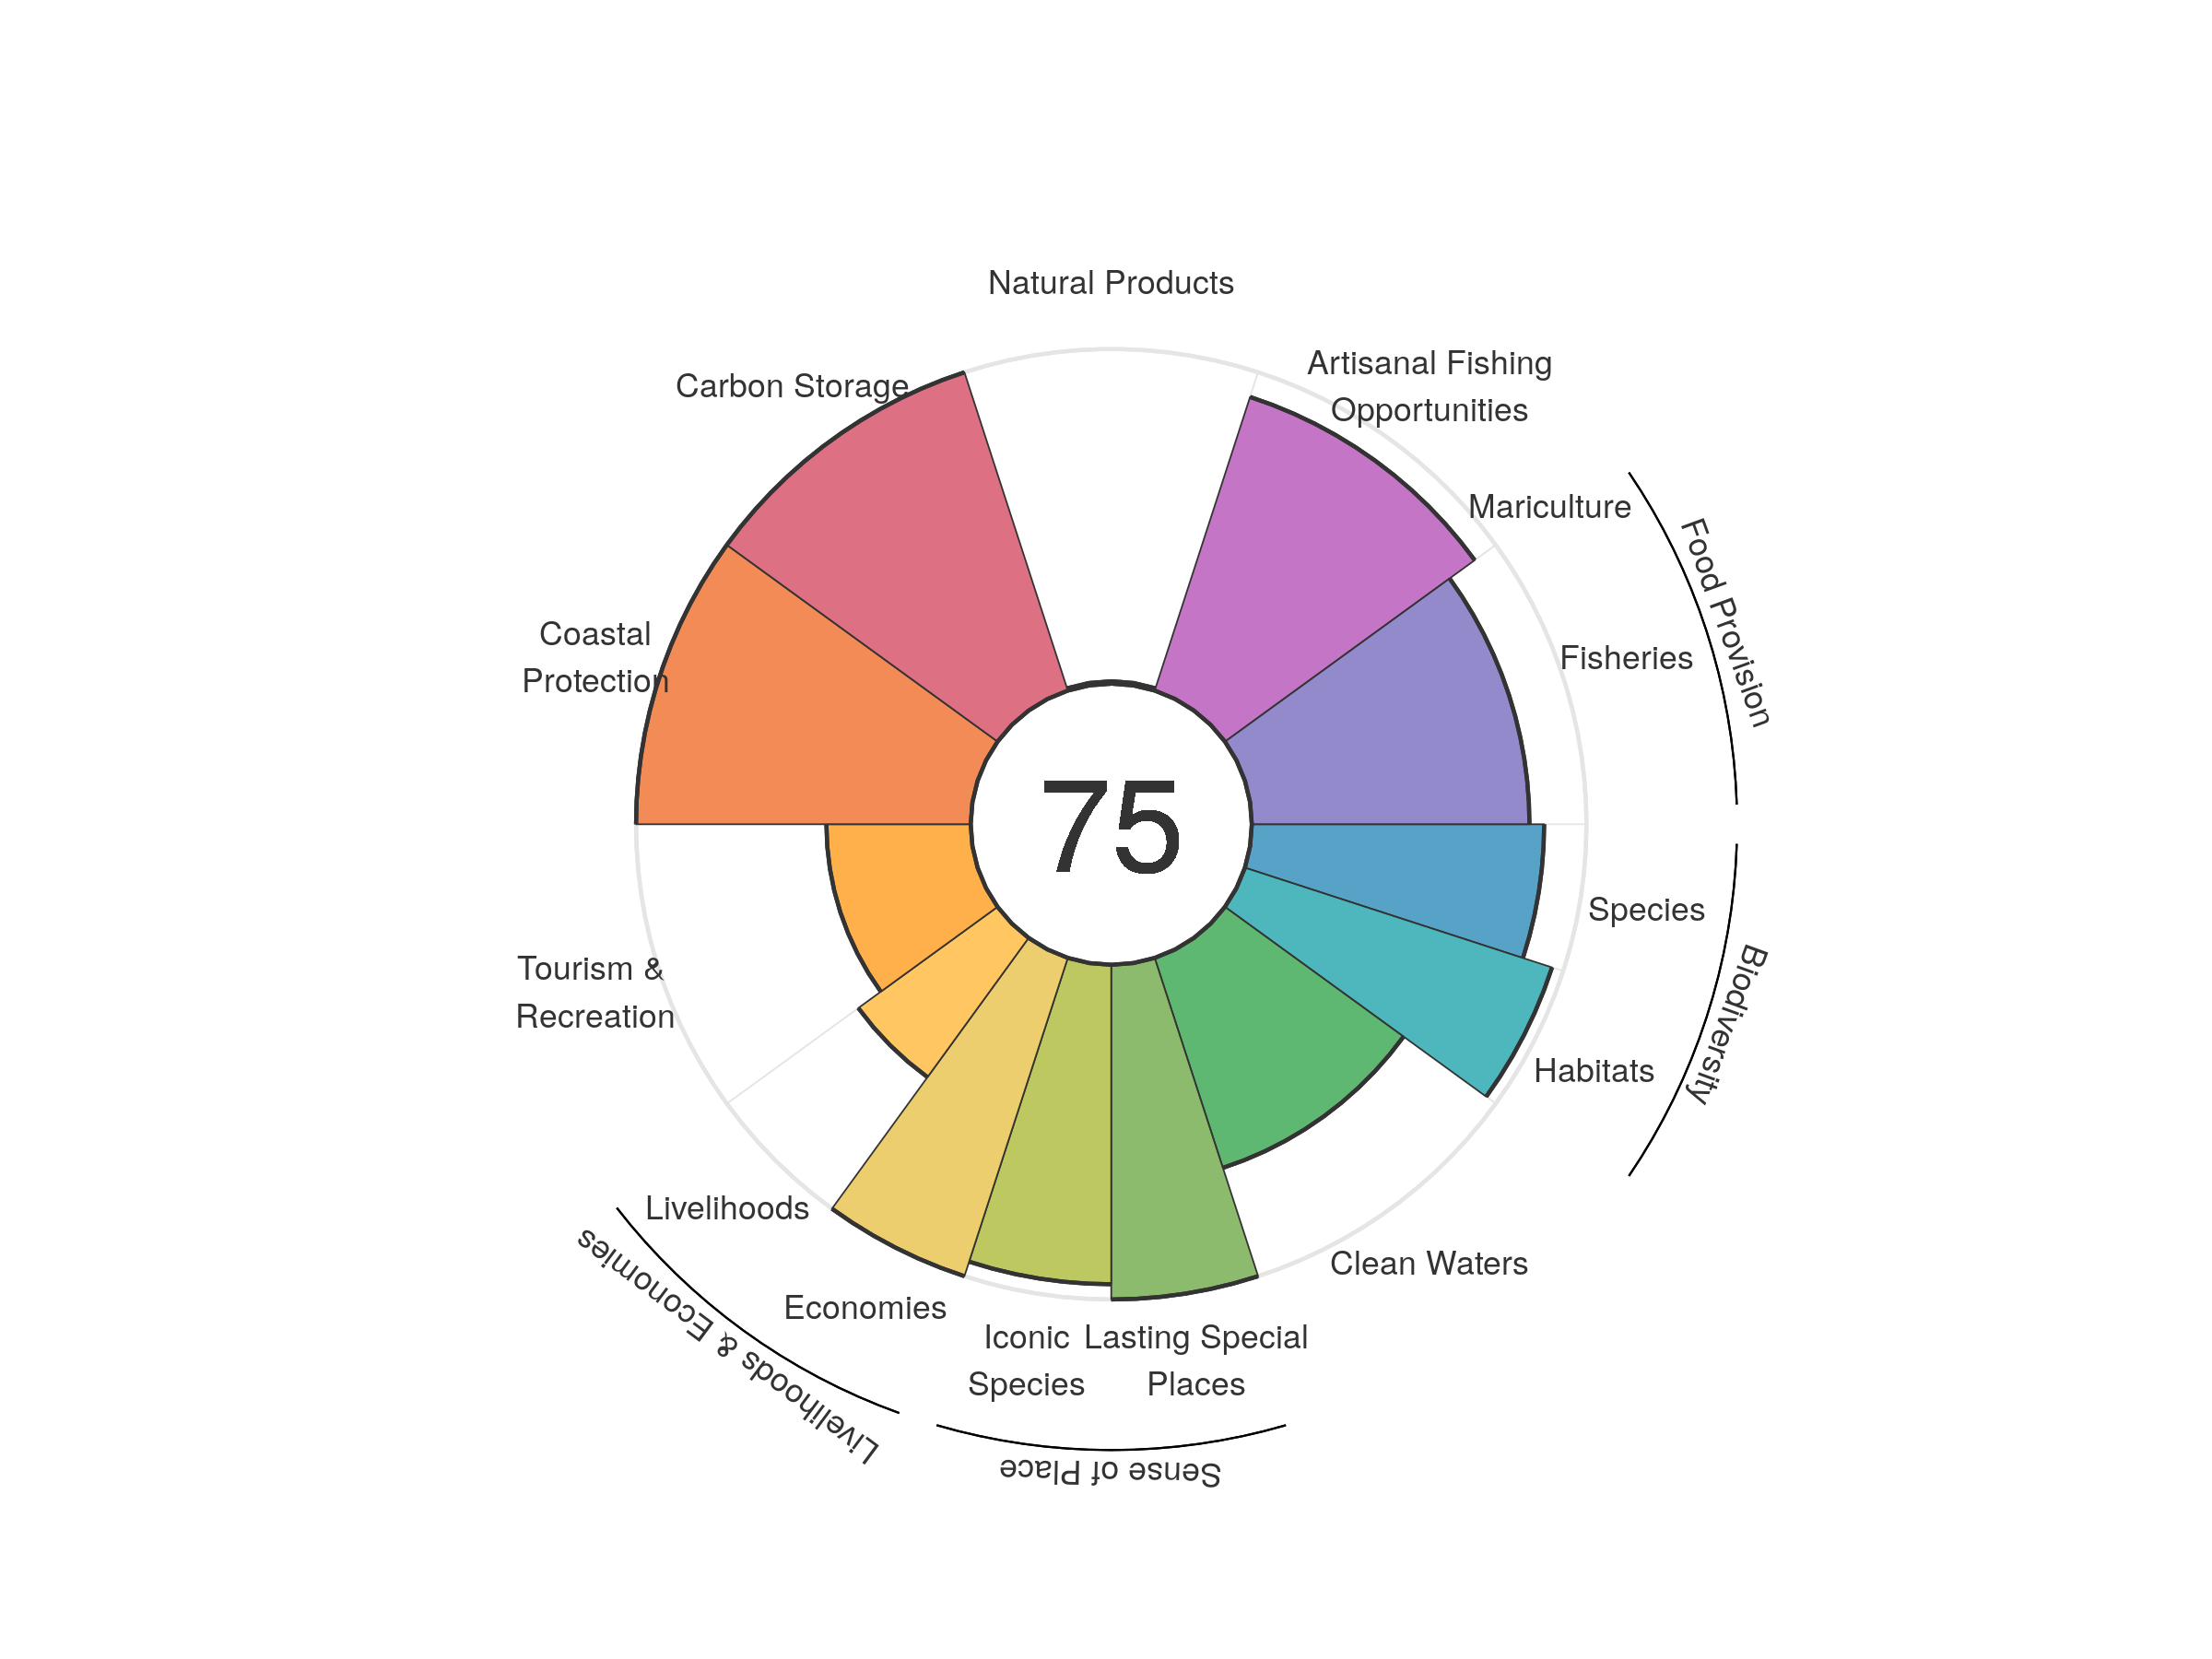 Natural Products
Artisanal Fishing
Opportunities
Carbon Storage
Mariculture
Food Provision
Fisheries
Coastal
Protection
75
Species
Biodiversity
Tourism &
Recreation
Habitats
Livelihoods
Clean Waters
Livelihoods & Economies
Economies
Iconic
Species
Lasting Special
Places
Sense of Place